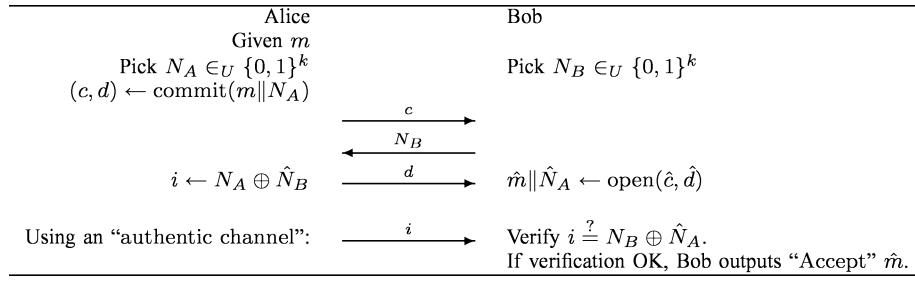 Alice Bob
Given m
Pick N_A ∈_U {0, 1}^k Pick N_B ∈_U {0, 1}^k
(c, d) ← commit(m‖N_A)
c
N_B
i ← N_A ⊕ N̂_B d m̂‖N̂_A ← open(ĉ, d̂)
Using an “authentic channel”: i Verify i ≟ N_B ⊕ N̂_A.
If verification OK, Bob outputs “Accept” m̂.